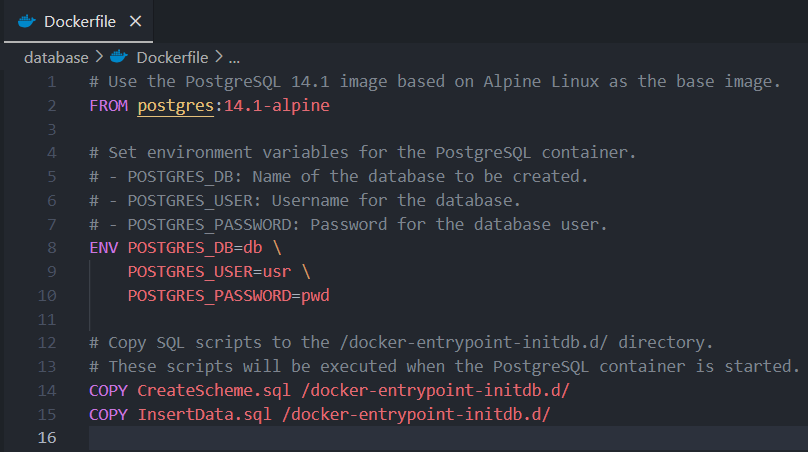 Dockerfile ×
database > Dockerfile > ...
1 # Use the PostgreSQL 14.1 image based on Alpine Linux as the base image.
2 FROM postgres:14.1-alpine
3
4 # Set environment variables for the PostgreSQL container.
5 # - POSTGRES_DB: Name of the database to be created.
6 # - POSTGRES_USER: Username for the database.
7 # - POSTGRES_PASSWORD: Password for the database user.
8 ENV POSTGRES_DB=db \
9     POSTGRES_USER=usr \
10     POSTGRES_PASSWORD=pwd
11
12 # Copy SQL scripts to the /docker-entrypoint-initdb.d/ directory.
13 # These scripts will be executed when the PostgreSQL container is started.
14 COPY CreateScheme.sql /docker-entrypoint-initdb.d/
15 COPY InsertData.sql /docker-entrypoint-initdb.d/
16